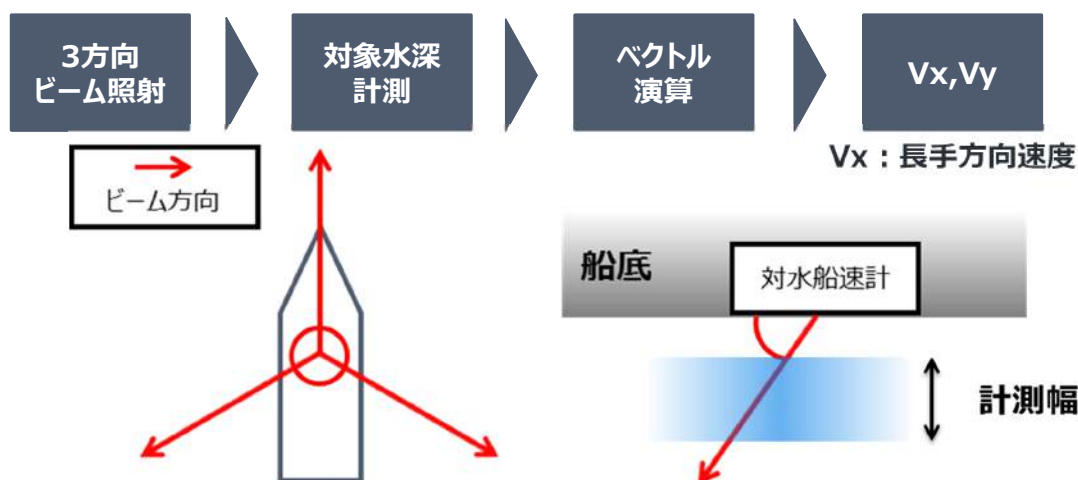 3方向
ビーム照射
対象水深
計測
ベクトル
演算
Vx,Vy
Vx：長手方向速度
ビーム方向
船底
対水船速計
計測幅